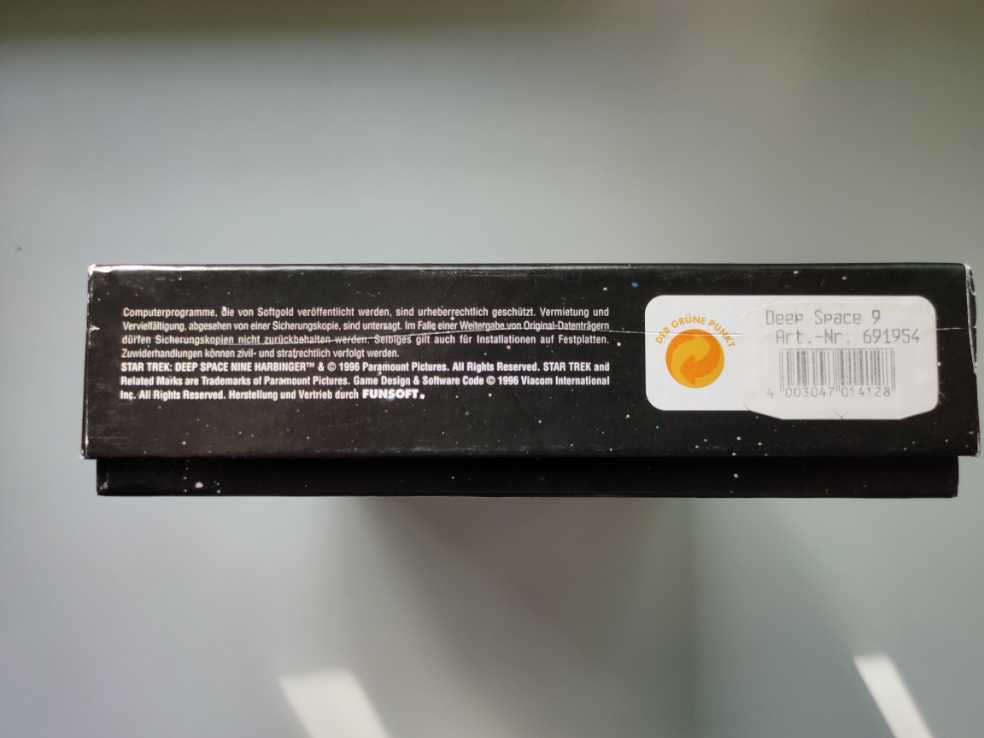 Computerprogramme, die von Softgold veröffentlicht werden, sind urheberrechtlich geschützt. Vermietung und
Vervielfältigung, abgesehen von einer Sicherungskopie, sind untersagt. Im Falle einer Weitergabe von Original-Datenträgern
dürfen Sicherungskopien nicht zurückbehalten werden. Selbiges gilt auch für Installationen auf Festplatten.
Zuwiderhandlungen können zivil- und strafrechtlich verfolgt werden.
STAR TREK: DEEP SPACE NINE HARBINGER™ & © 1996 Paramount Pictures. All Rights Reserved. STAR TREK and
Related Marks are Trademarks of Paramount Pictures. Game Design & Software Code © 1996 Viacom International
Inc. All Rights Reserved. Herstellung und Vertrieb durch FUNSOFT.
DER GRÜNE PUNKT
Deep Space 9
Art.-Nr. 691954
4 003047 014128